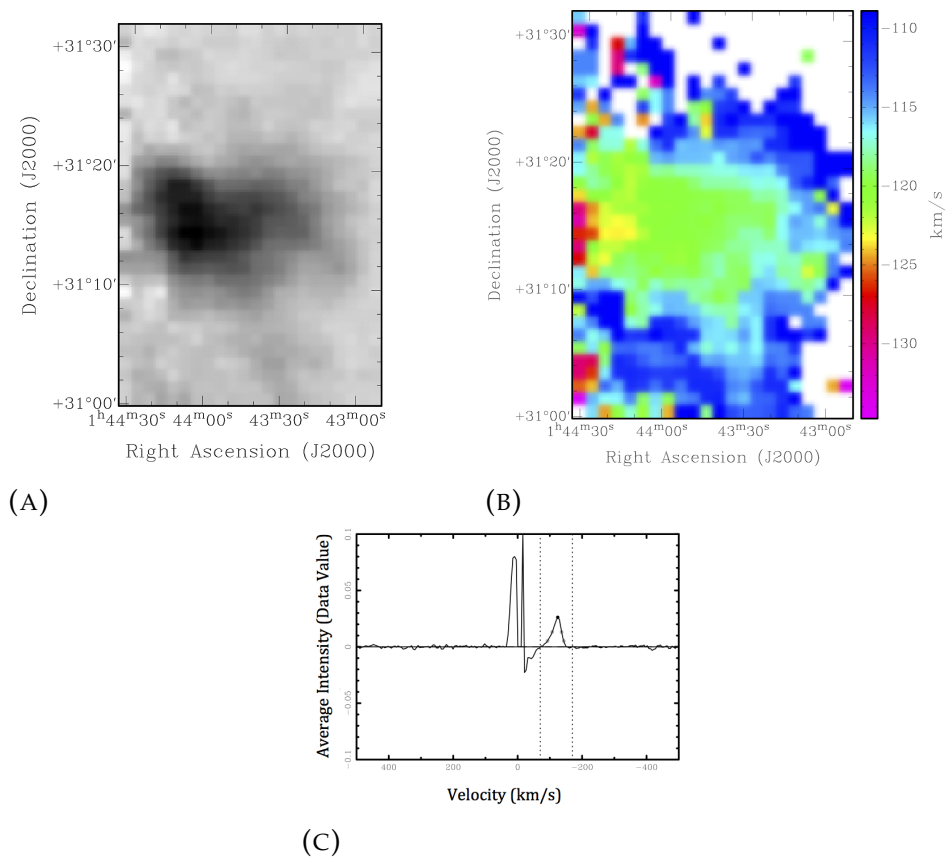 +31°30′
+31°20′
+31°10′
+31°00′
Declination (J2000)
1ʰ44ᵐ30ˢ 44ᵐ00ˢ 43ᵐ30ˢ 43ᵐ00ˢ
Right Ascension (J2000)
(A)
+31°30′
+31°20′
+31°10′
+31°00′
Declination (J2000)
1ʰ44ᵐ30ˢ 44ᵐ00ˢ 43ᵐ30ˢ 43ᵐ00ˢ
Right Ascension (J2000)
−110
−115
−120
−125
−130
km/s
(B)
Average Intensity (Data Value)
0.1
0.05
0
−0.05
−0.1
400 200 0 −200 −400
Velocity (km/s)
(C)